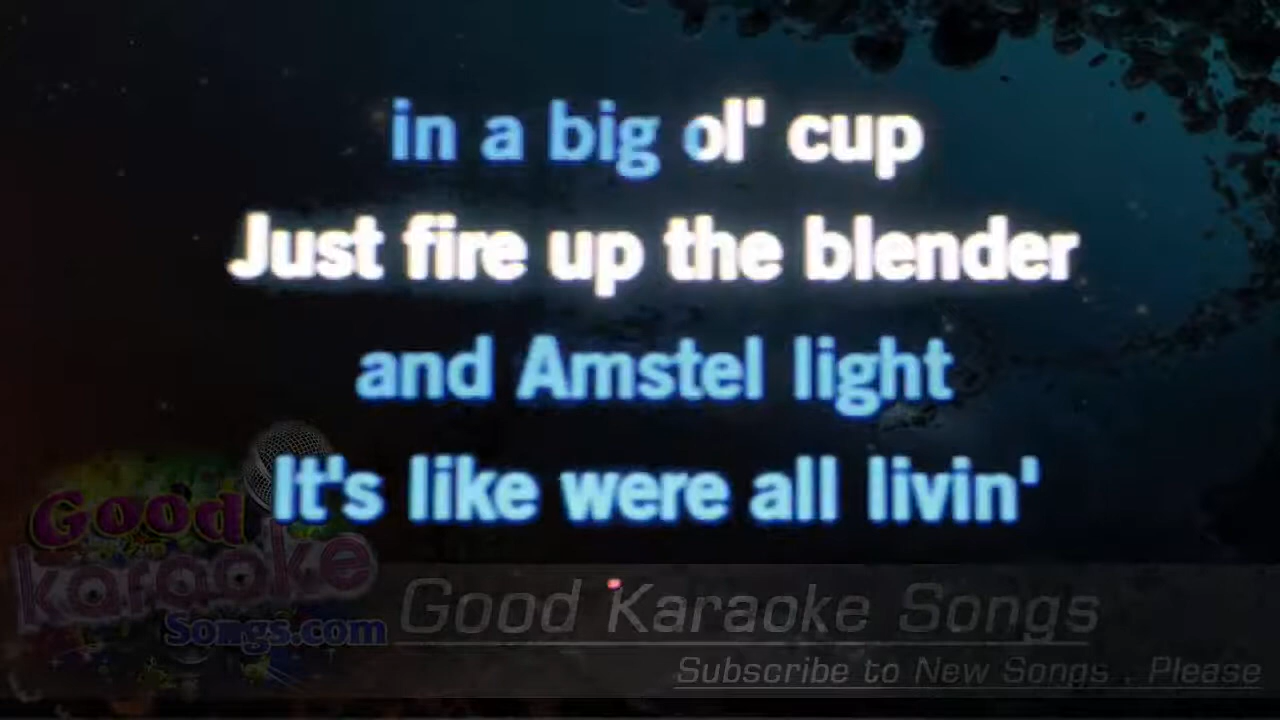 in a big ol' cup
Just fire up the blender
and Amstel light
It's like were all livin'
Good
karaoke
Songs.com
Good Karaoke Songs
Subscribe to New Songs . Please